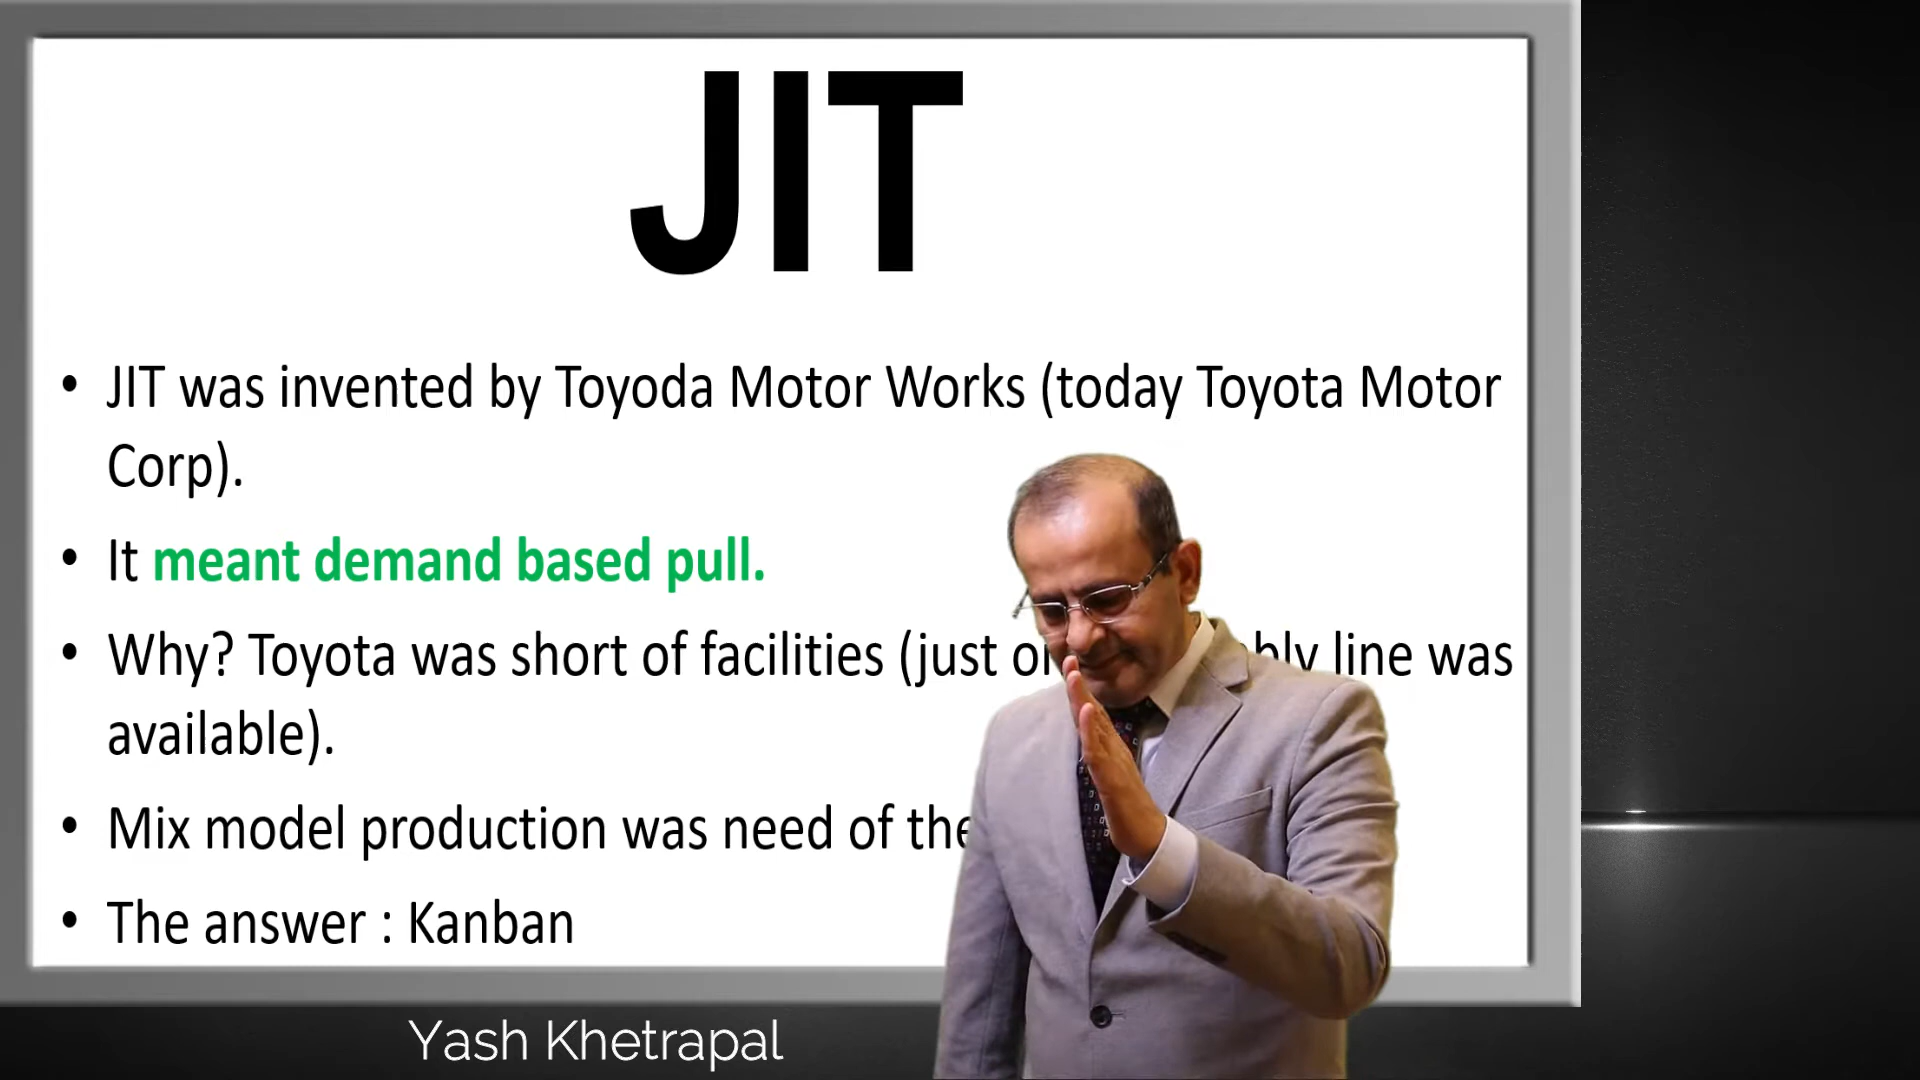 JIT
• JIT was invented by Toyoda Motor Works (today Toyota Motor
Corp).
• It meant demand based pull.
• Why? Toyota was short of facilities (just line was
available).
• Mix model production was need of the
• The answer : Kanban
Yash Khetrapal